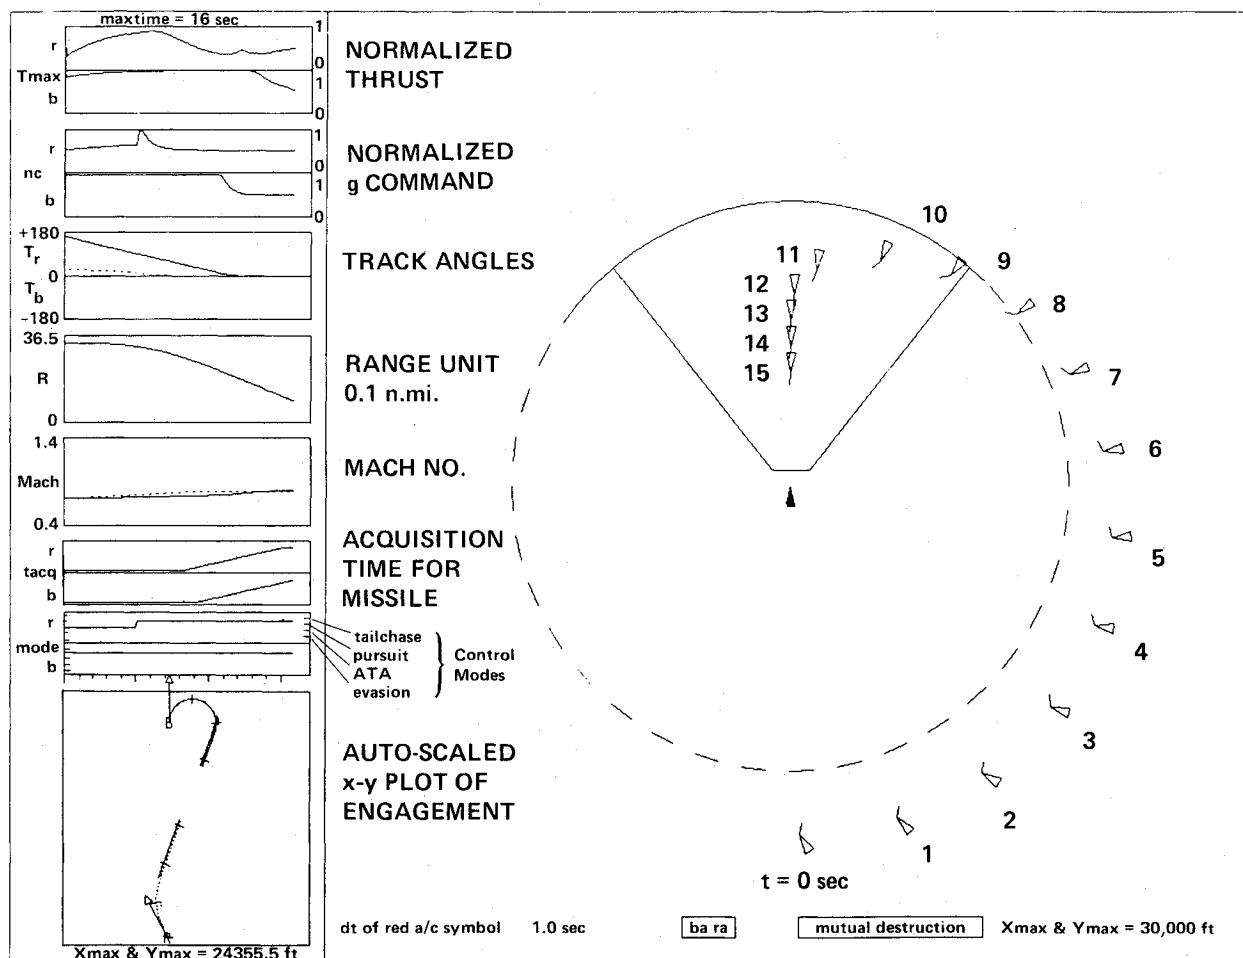 maxtime = 16 sec
r
1
0
Tmax
b
1
0
NORMALIZED
THRUST
r
1
0
nc
b
1
0
NORMALIZED
g COMMAND
+180
Tr
0
Tb
-180
TRACK ANGLES
36.5
R
0
RANGE UNIT
0.1 n.mi.
1.4
Mach
0.4
MACH NO.
r
tacq
b
ACQUISITION
TIME FOR
MISSILE
r
mode
b
tailchase
pursuit
ATA
evasion
Control
Modes
AUTO-SCALED
x-y PLOT OF
ENGAGEMENT
Xmax & Ymax = 24355.5 ft
10
11
9
12
8
13
14
15
7
6
5
4
3
2
1
t = 0 sec
dt of red a/c symbol 1.0 sec
ba ra
mutual destruction
Xmax & Ymax = 30,000 ft